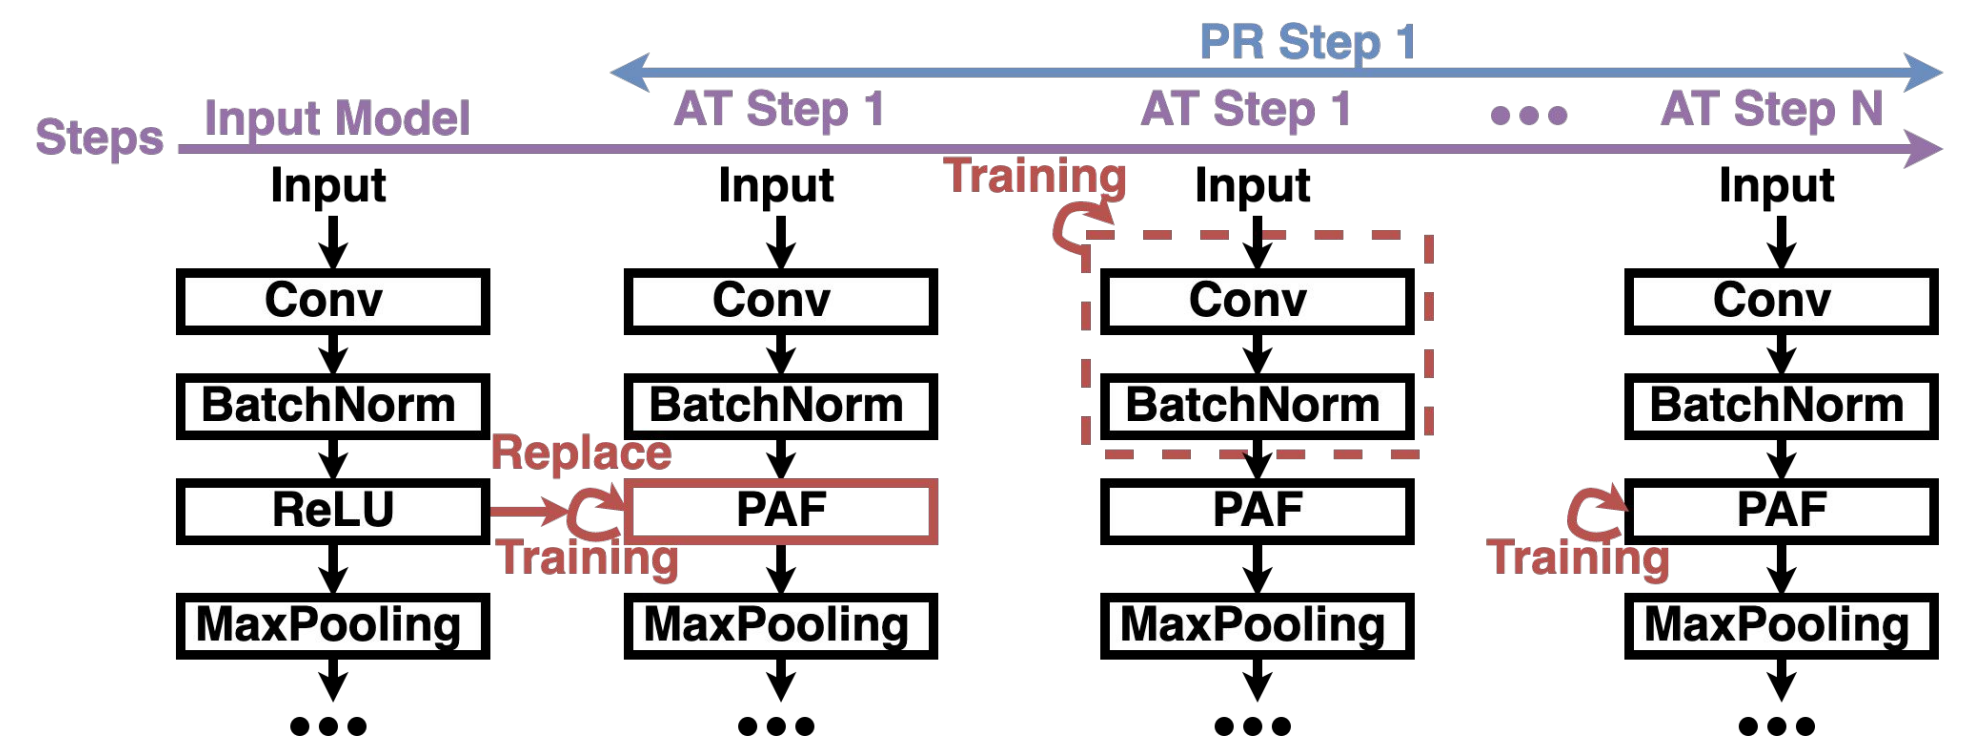 PR Step 1
Steps
Input Model
AT Step 1
AT Step 1
AT Step N
Input
Conv
BatchNorm
ReLU
MaxPooling
Replace
Training
Input
Conv
BatchNorm
PAF
MaxPooling
Training
Input
Conv
BatchNorm
PAF
MaxPooling
Training
Input
Conv
BatchNorm
PAF
MaxPooling